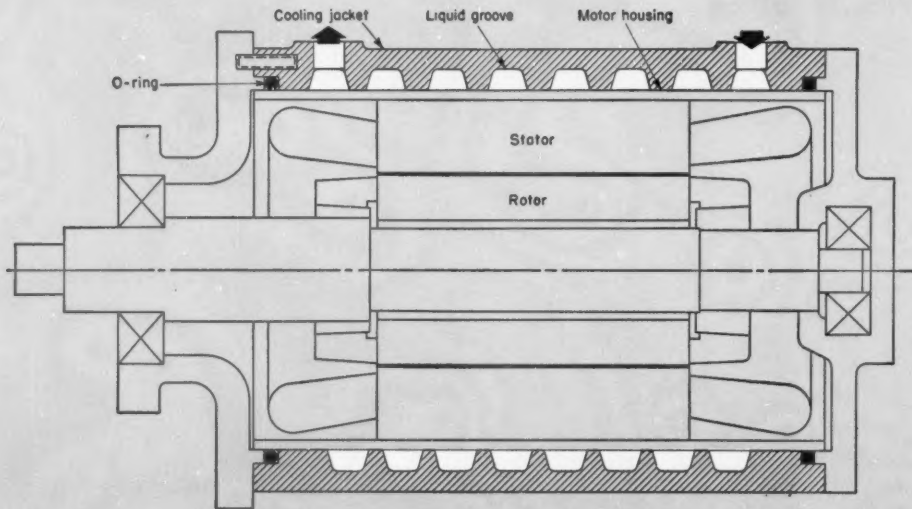 Cooling jacket
Liquid groove
Motor housing
O-ring
Stator
Rotor